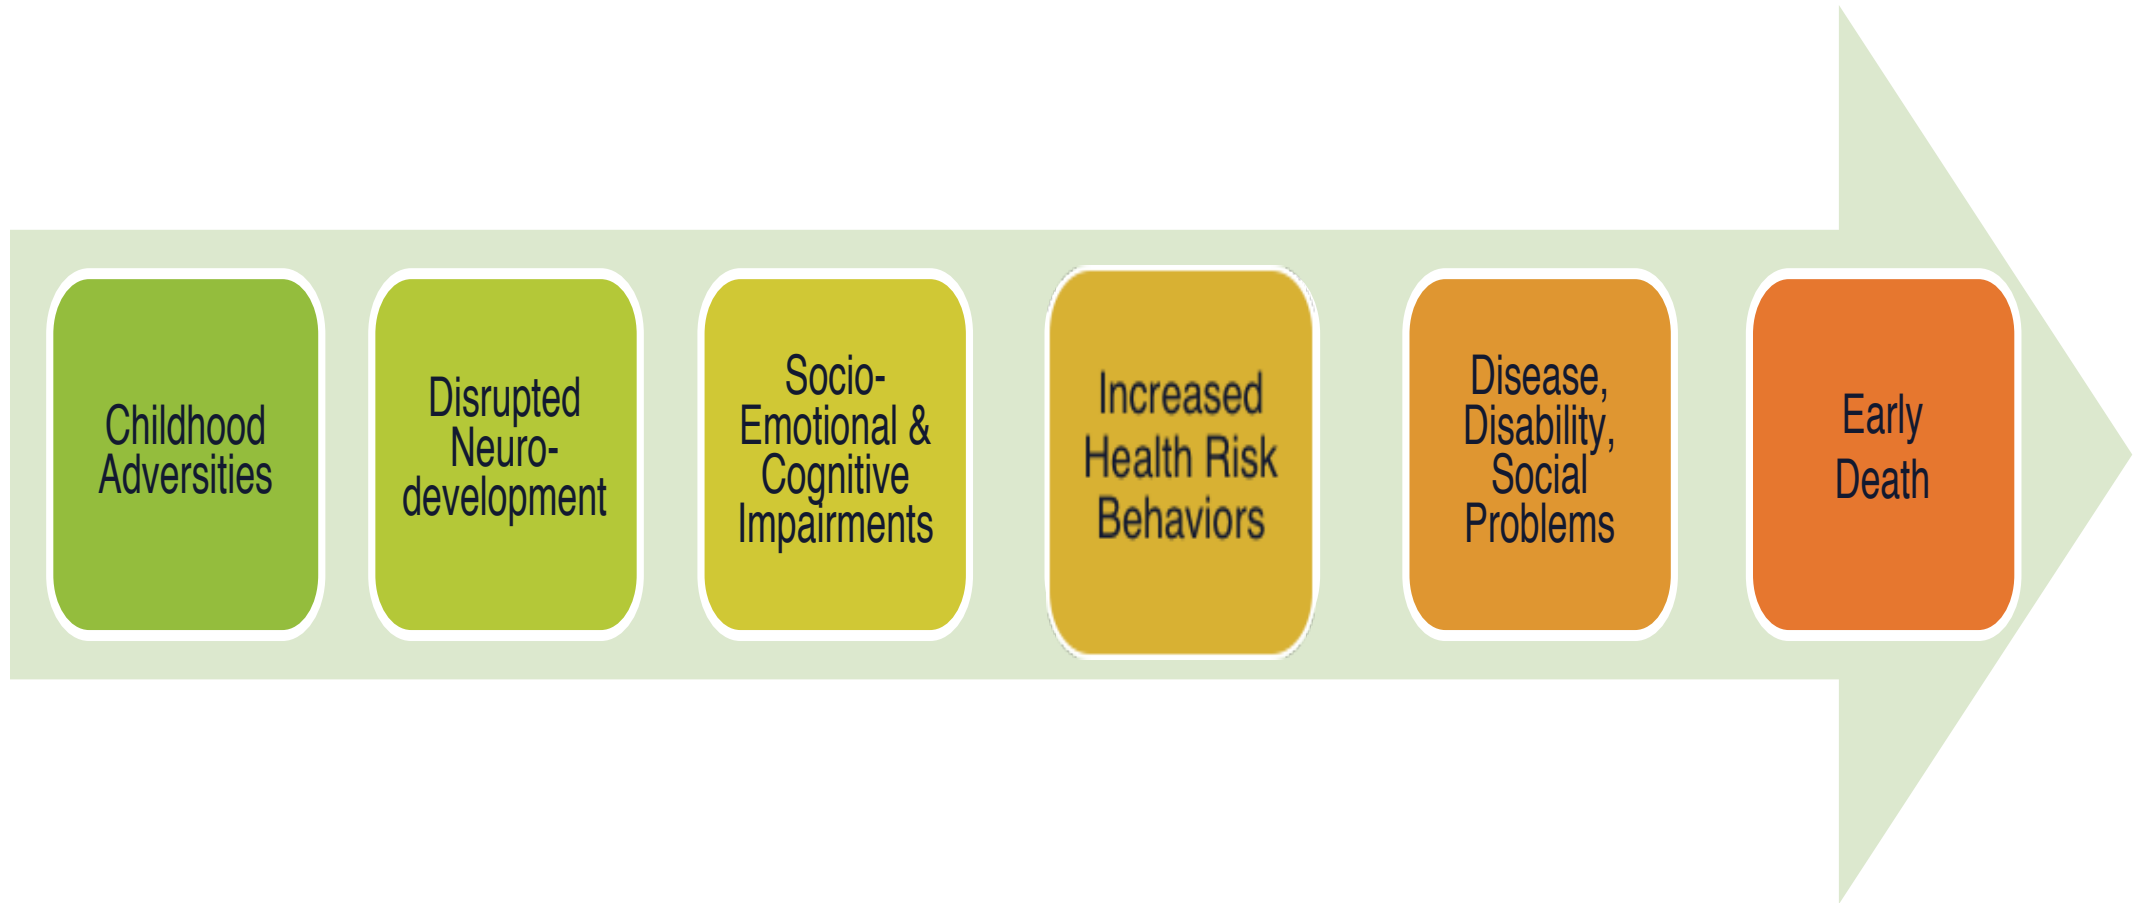 Childhood
Adversities
Disrupted
Neuro-
development
Socio-
Emotional &
Cognitive
Impairments
Increased
Health Risk
Behaviors
Disease,
Disability,
Social
Problems
Early
Death